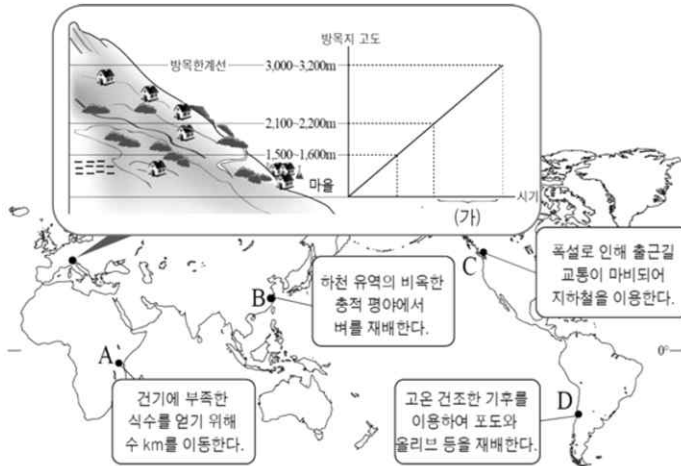 방목지 고도
방목한계선
3,000~3,200m
2,100~2,200m
1,500~1,600m
마을
시기
(가)
하천 유역의 비옥한
충적 평야에서
벼를 재배한다.
폭설로 인해 출근길
교통이 마비되어
지하철을 이용한다.
B
C
A
0°
건기에 부족한
식수를 얻기 위해
수 km를 이동한다.
고온 건조한 기후를
이용하여 포도와
올리브 등을 재배한다.
D